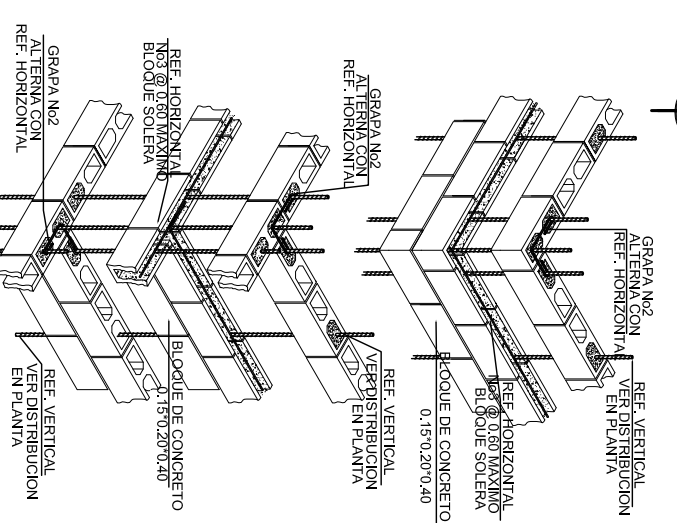 GRAPA No2
ALTERNA CON
REF. HORIZONTAL
REF. VERTICAL
VER DISTRIBUCION
EN PLANTA
REF. HORIZONTAL
No3 @ 0.60 MAXIMO
BLOQUE SOLERA
BLOQUE DE CONCRETO
0.15*0.20*0.40
GRAPA No2
ALTERNA CON
REF. HORIZONTAL
REF. VERTICAL
VER DISTRIBUCION
EN PLANTA
REF. HORIZONTAL
No3 @ 0.60 MAXIMO
BLOQUE SOLERA
BLOQUE DE CONCRETO
0.15*0.20*0.40
GRAPA No2
ALTERNA CON
REF. HORIZONTAL
REF. VERTICAL
VER DISTRIBUCION
EN PLANTA